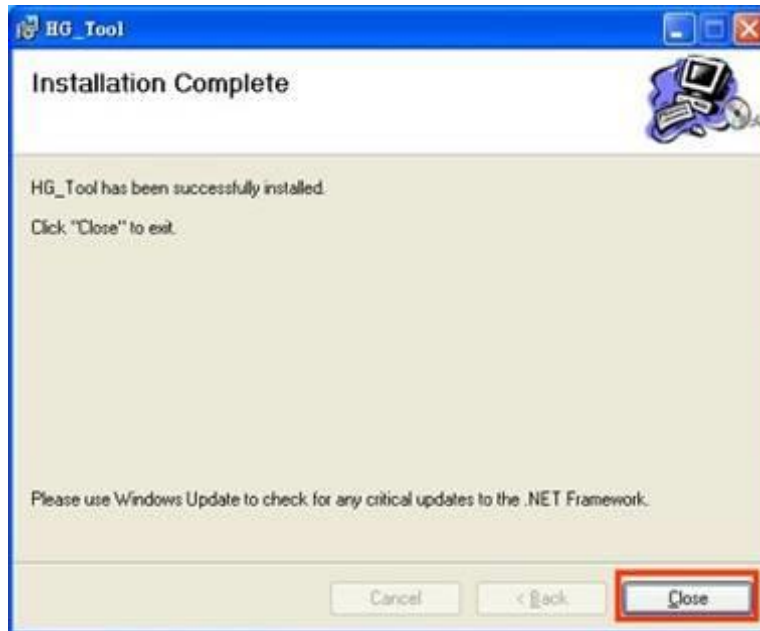 HG_Tool
Installation Complete
HG_Tool has been successfully installed.
Click "Close" to exit.
Please use Windows Update to check for any critical updates to the .NET Framework.
Cancel
< Back
Close